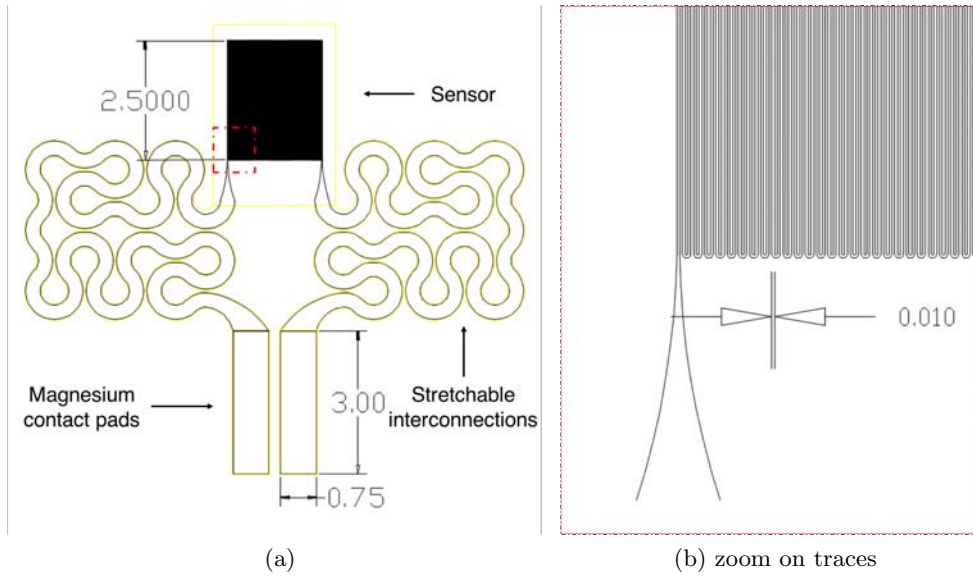 2.5000
Sensor
Magnesium
contact pads
3.00
Stretchable
interconnections
0.75
0.010
(a)
(b) zoom on traces